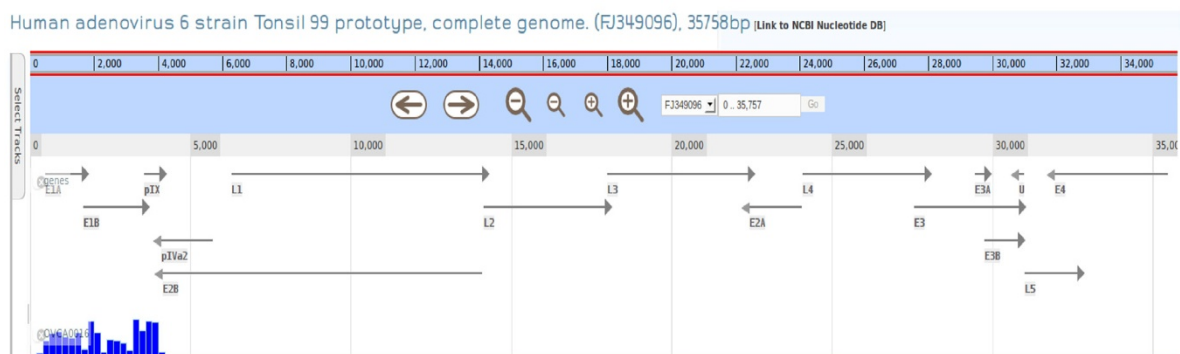 Human adenovirus 6 strain Tonsil 99 prototype, complete genome. (FJ349096), 35758bp [Link to NCBI Nucleotide DB]
Select Tracks
0 2,000 4,000 6,000 8,000 10,000 12,000 14,000 16,000 18,000 20,000 22,000 24,000 26,000 28,000 30,000 32,000 34,000
FJ349096 0 .. 35,757 Go
0 5,000 10,000 15,000 20,000 25,000 30,000 35,0
genes
E1A pIX L1 L3 L4 E3A U E4
E1B L2 E2A E3
pIVa2 E3B
E2B L5